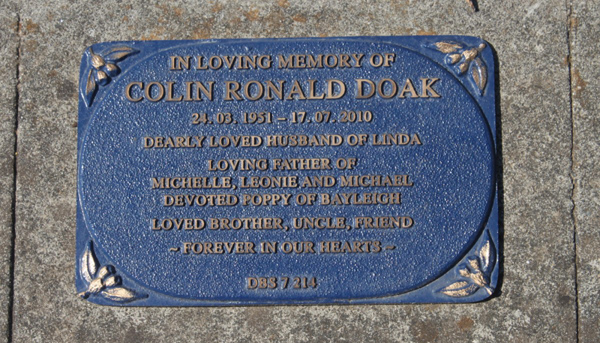 IN LOVING MEMORY OF
COLIN RONALD DOAK
24. 03. 1951 – 17. 07. 2010
DEARLY LOVED HUSBAND OF LINDA
LOVING FATHER OF
MICHELLE, LEONIE AND MICHAEL
DEVOTED POPPY OF BAYLEIGH
LOVED BROTHER, UNCLE, FRIEND
~ FOREVER IN OUR HEARTS ~
DBS 7 214